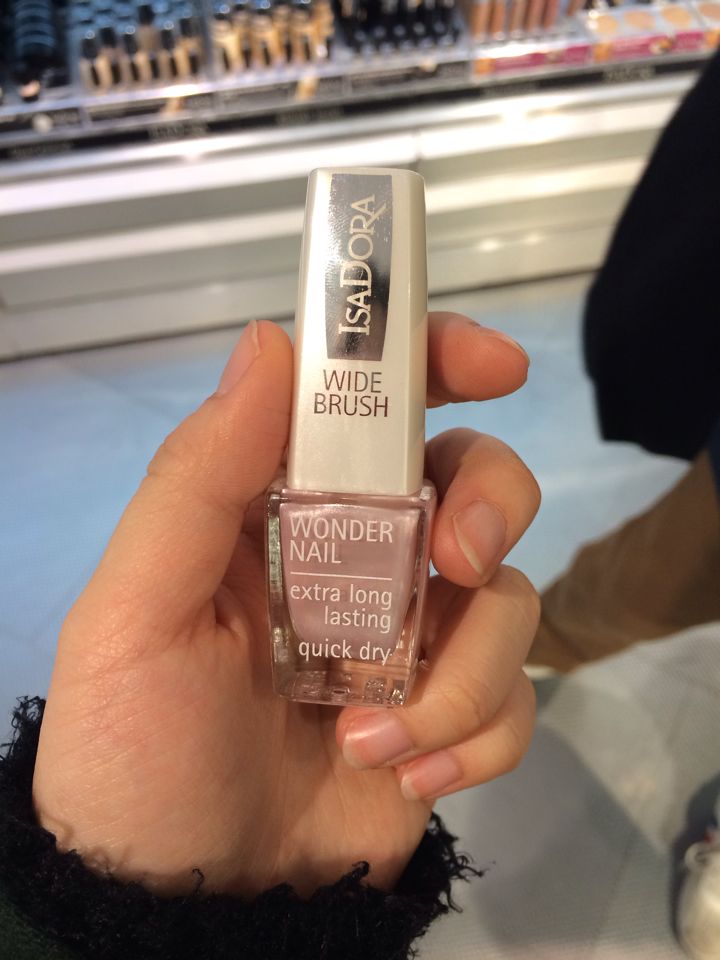 ISADORA
WIDE
BRUSH
WONDER
NAIL
extra long
lasting
quick dry